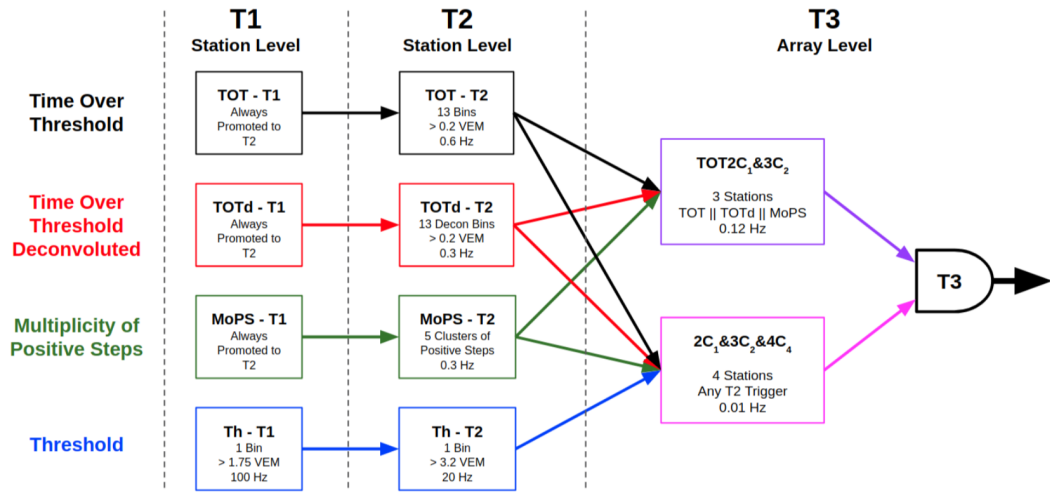 T1
Station Level
T2
Station Level
T3
Array Level
Time Over
Threshold
TOT - T1
Always
Promoted to
T2
TOT - T2
13 Bins
> 0.2 VEM
0.6 Hz
Time Over
Threshold
Deconvoluted
TOTd - T1
Always
Promoted to
T2
TOTd - T2
13 Decon Bins
> 0.2 VEM
0.3 Hz
Multiplicity of
Positive Steps
MoPS - T1
Always
Promoted to
T2
MoPS - T2
5 Clusters of
Positive Steps
0.3 Hz
Threshold
Th - T1
1 Bin
> 1.75 VEM
100 Hz
Th - T2
1 Bin
> 3.2 VEM
20 Hz
TOT2C₁&3C₂
3 Stations
TOT || TOTd || MoPS
0.12 Hz
2C₁&3C₂&4C₄
4 Stations
Any T2 Trigger
0.01 Hz
T3